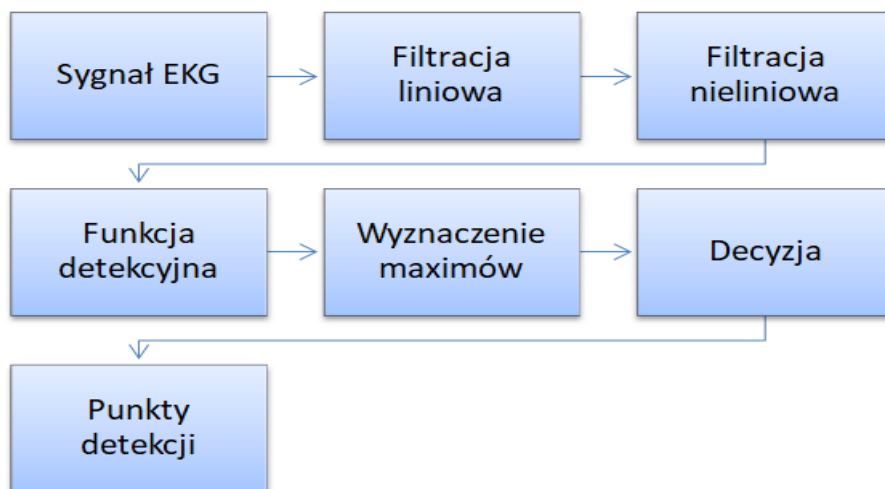 Sygnał EKG
Filtracja
liniowa
Filtracja
nieliniowa
Funkcja
detekcyjna
Wyznaczenie
maximów
Decyzja
Punkty
detekcji